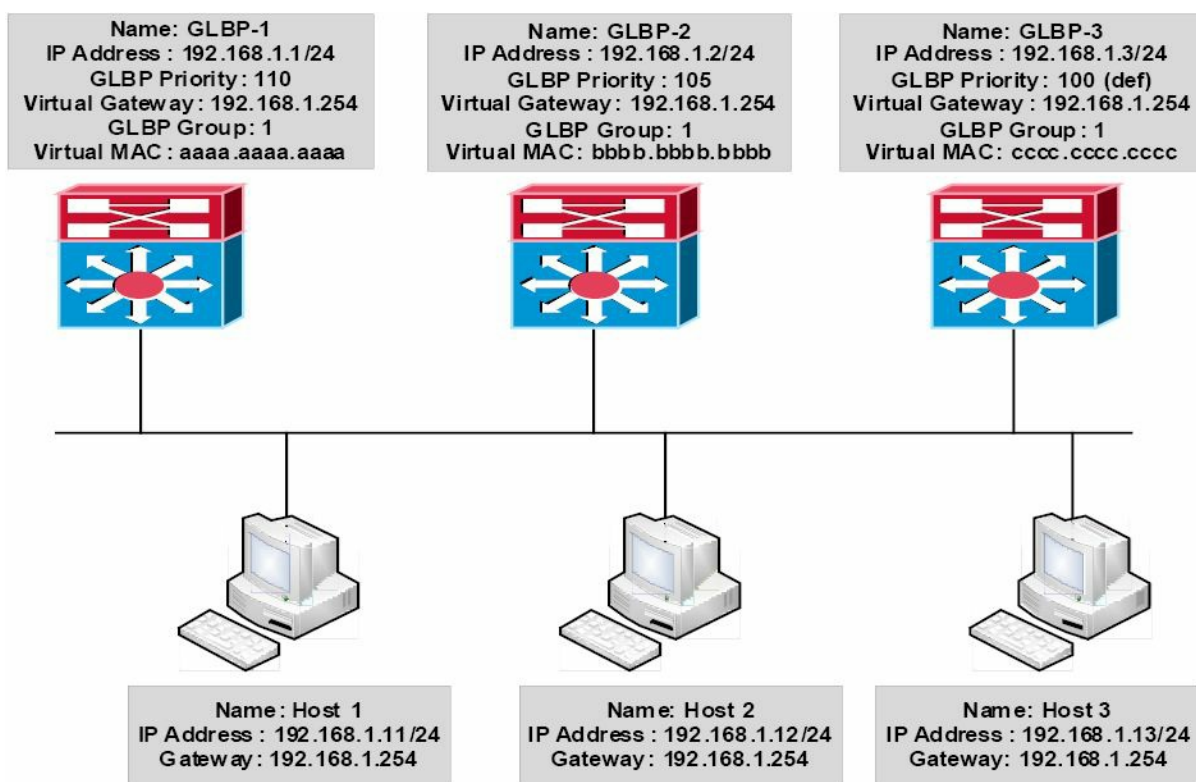 Name: GLBP-1
IP Address : 192.168.1.1/24
GLBP Priority : 110
Virtual Gateway : 192.168.1.254
GLBP Group: 1
Virtual MAC : aaaa.aaaa.aaaa
Name: GLBP-2
IP Address : 192.168.1.2/24
GLBP Priority : 105
Virtual Gateway : 192.168.1.254
GLBP Group: 1
Virtual MAC : bbbb.bbbb.bbbb
Name: GLBP-3
IP Address : 192.168.1.3/24
GLBP Priority : 100 (def)
Virtual Gateway : 192.168.1.254
GLBP Group : 1
Virtual MAC : cccc.cccc.cccc
Name: Host 1
IP Address : 192.168.1.11/24
Gateway : 192.168.1.254
Name: Host 2
IP Address : 192.168.1.12/24
Gateway : 192.168.1.254
Name: Host 3
IP Address : 192.168.1.13/24
Gateway : 192.168.1.254